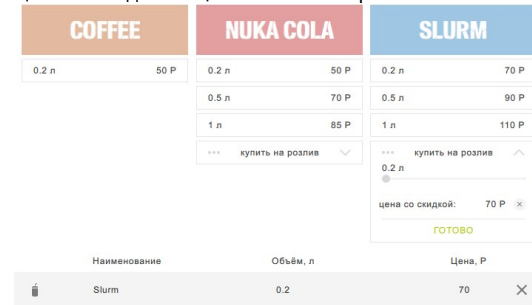 COFFEE NUKA COLA SLURM
0.2 л 50 Р 0.2 л 50 Р 0.2 л 70 Р
0.5 л 70 Р 0.5 л 90 Р
1 л 85 Р 1 л 110 Р
••• купить на розлив ••• купить на розлив
0.2 л
цена со скидкой: 70 Р ×
ГОТОВО
Наименование Объём, л Цена, Р
Slurm 0.2 70 ×